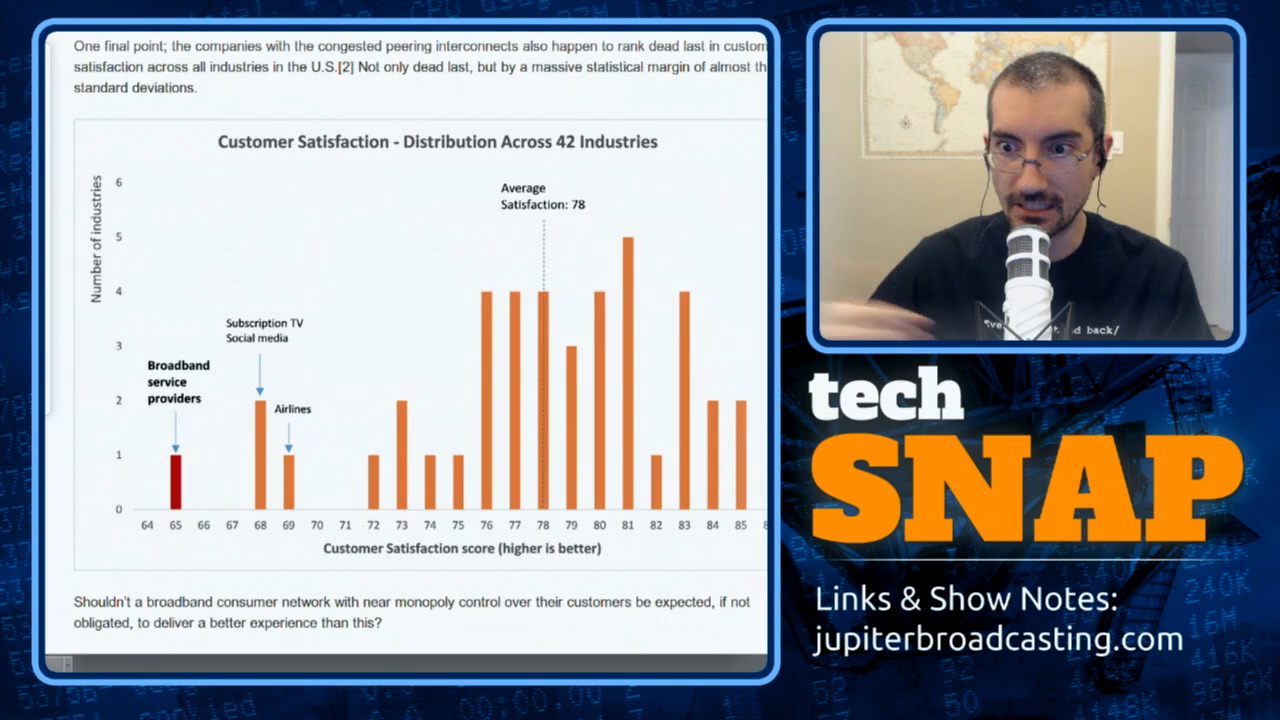 One final point; the companies with the congested peering interconnects also happen to rank dead last in custom
satisfaction across all industries in the U.S.[2] Not only dead last, but by a massive statistical margin of almost th
standard deviations.
Customer Satisfaction - Distribution Across 42 Industries
Number of industries
6
5
4
3
2
1
0
Average
Satisfaction: 78
Subscription TV
Social media
Broadband
service
providers
Airlines
64 65 66 67 68 69 70 71 72 73 74 75 76 77 78 79 80 81 82 83 84 85
Customer Satisfaction score (higher is better)
Shouldn't a broadband consumer network with near monopoly control over their customers be expected, if not
obligated, to deliver a better experience than this?
back/
tech
SNAP
Links & Show Notes:
jupiterbroadcasting.com